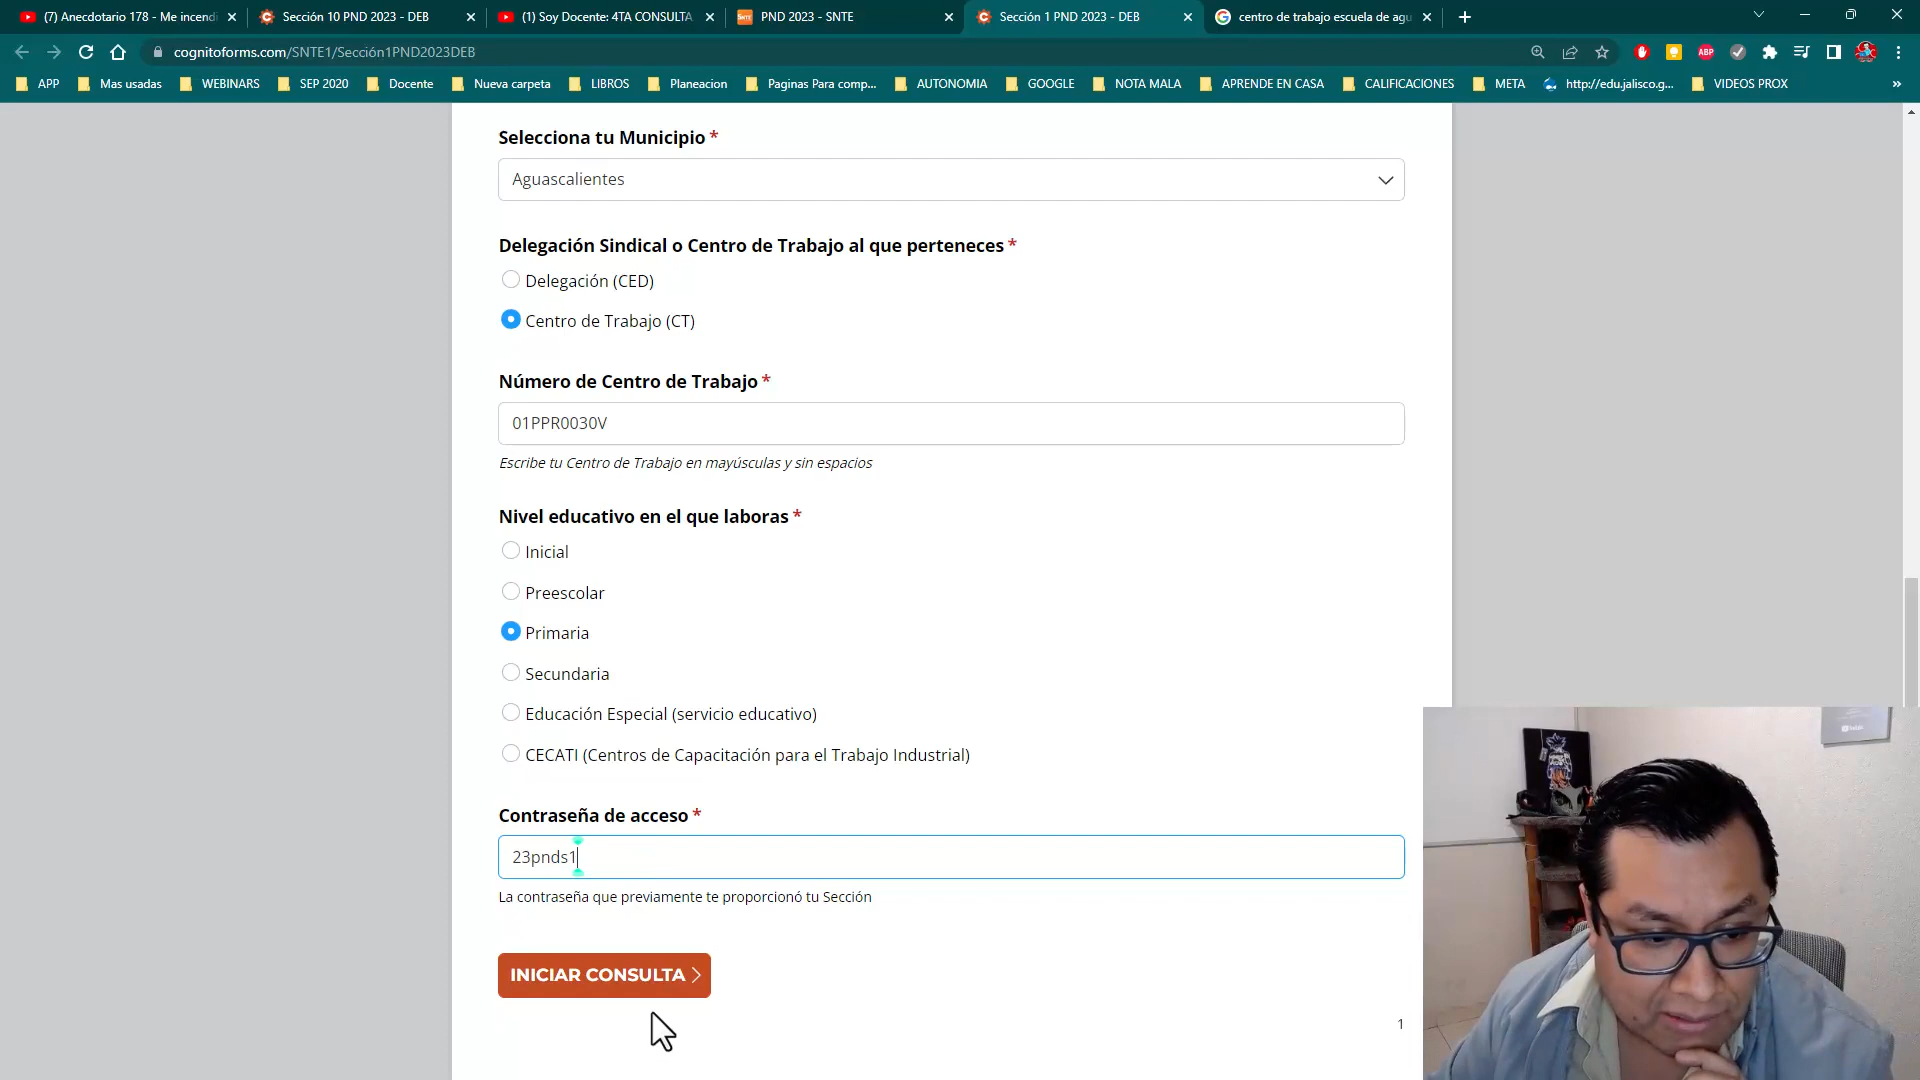 (7) Anecdotario 178 - Me incendi
Sección 10 PND 2023 - DEB
(1) Soy Docente: 4TA CONSULTA
PND 2023 - SNTE
Sección 1 PND 2023 - DEB
centro de trabajo escuela de agu
cognitoforms.com/SNTE1/Sección1PND2023DEB
APP
Mas usadas
WEBINARS
SEP 2020
Docente
Nueva carpeta
LIBROS
Planeacion
Paginas Para comp...
AUTONOMIA
GOOGLE
NOTA MALA
APRENDE EN CASA
CALIFICACIONES
META
http://edu.jalisco.g...
VIDEOS PROX
»
Selecciona tu Municipio *
Aguascalientes
Delegación Sindical o Centro de Trabajo al que perteneces *
Delegación (CED)
Centro de Trabajo (CT)
Número de Centro de Trabajo *
01PPR0030V
Escribe tu Centro de Trabajo en mayúsculas y sin espacios
Nivel educativo en el que laboras *
Inicial
Preescolar
Primaria
Secundaria
Educación Especial (servicio educativo)
CECATI (Centros de Capacitación para el Trabajo Industrial)
Contraseña de acceso *
23pnds1
La contraseña que previamente te proporcionó tu Sección
INICIAR CONSULTA
1